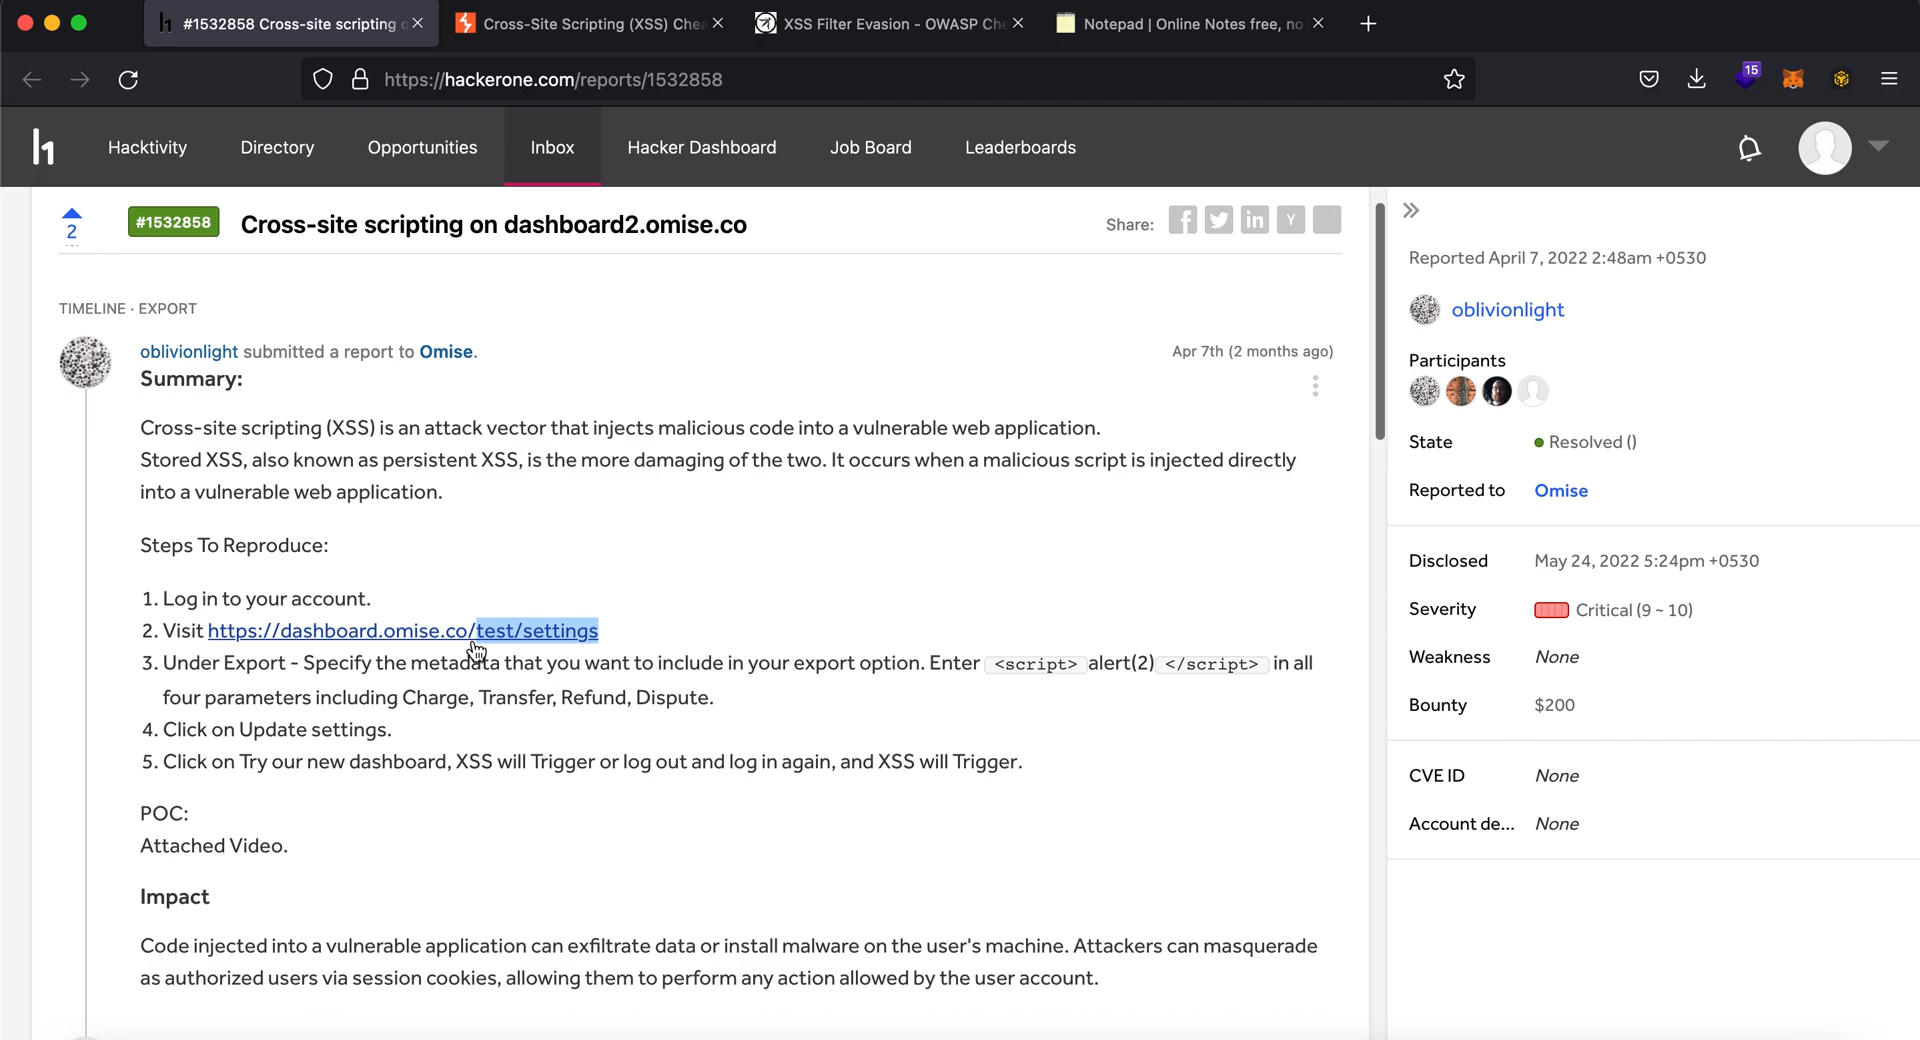 #1532858 Cross-site scripting
Cross-Site Scripting (XSS) Chea
XSS Filter Evasion - OWASP Che
Notepad | Online Notes free, no
https://hackerone.com/reports/1532858
15
Hacktivity
Directory
Opportunities
Inbox
Hacker Dashboard
Job Board
Leaderboards
2
#1532858
Cross-site scripting on dashboard2.omise.co
Share:
TIMELINE · EXPORT
oblivionlight submitted a report to Omise.
Apr 7th (2 months ago)
Summary:
Cross-site scripting (XSS) is an attack vector that injects malicious code into a vulnerable web application.
Stored XSS, also known as persistent XSS, is the more damaging of the two. It occurs when a malicious script is injected directly
into a vulnerable web application.
Steps To Reproduce:
1. Log in to your account.
2. Visit https://dashboard.omise.co/test/settings
3. Under Export - Specify the metadata that you want to include in your export option. Enter <script> alert(2) </script> in all
four parameters including Charge, Transfer, Refund, Dispute.
4. Click on Update settings.
5. Click on Try our new dashboard, XSS will Trigger or log out and log in again, and XSS will Trigger.
POC:
Attached Video.
Impact
Code injected into a vulnerable application can exfiltrate data or install malware on the user's machine. Attackers can masquerade
as authorized users via session cookies, allowing them to perform any action allowed by the user account.
Reported April 7, 2022 2:48am +0530
oblivionlight
Participants
State Resolved ()
Reported to Omise
Disclosed May 24, 2022 5:24pm +0530
Severity Critical (9 ~ 10)
Weakness None
Bounty $200
CVE ID None
Account de... None